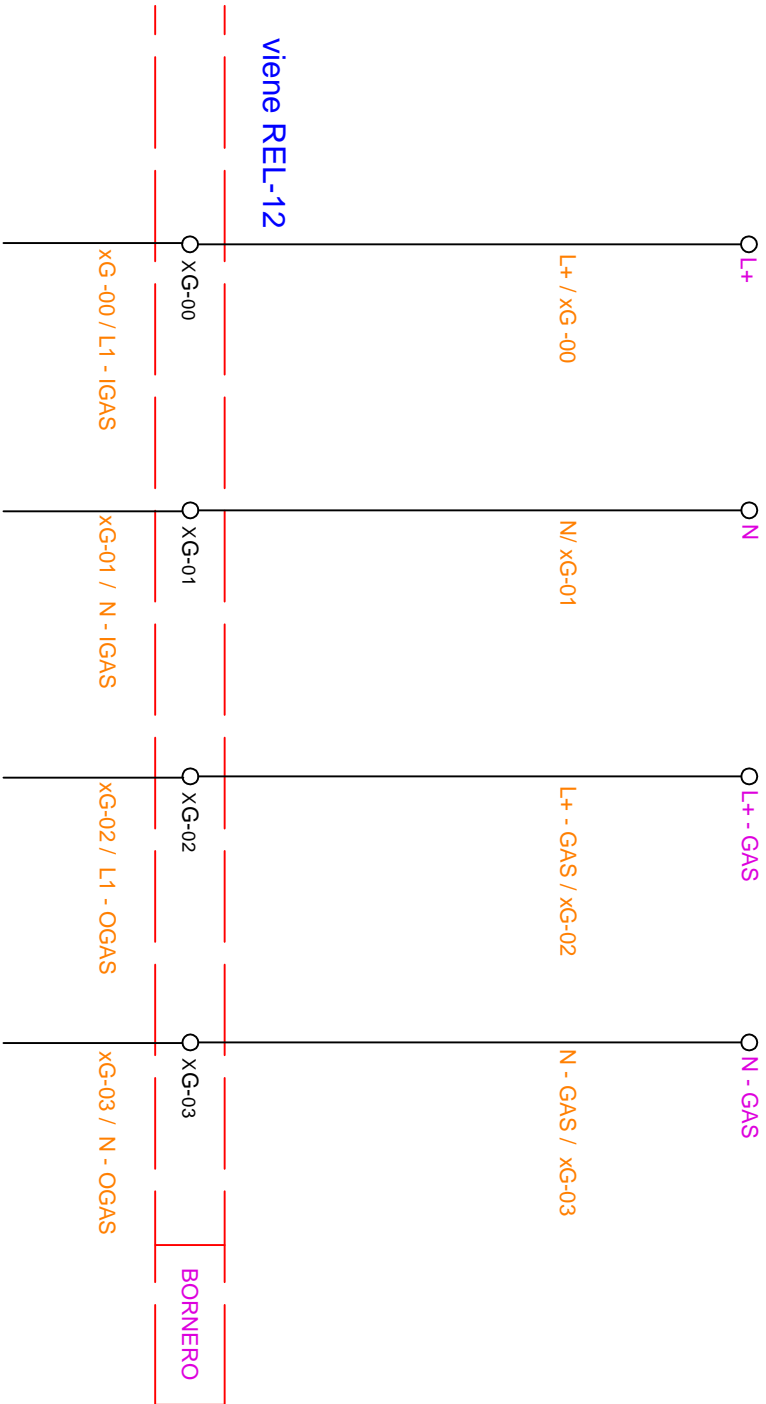 L+
N
L+ - GAS
N - GAS
L+ / xG -00
N/ xG-01
L+ - GAS / xG-02
N - GAS / xG-03
viene REL-12
xG-00
xG-01
xG-02
xG-03
BORNERO
xG -00 / L1 - IGAS
xG-01 / N - IGAS
xG-02 / L1 - OGAS
xG-03 / N - OGAS